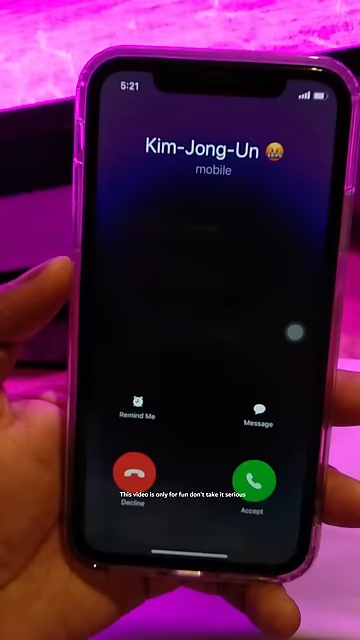 5:21
Kim-Jong-Un 🤬
mobile
Remind Me
Message
This video is only for fun don't take it serious
Decline
Accept